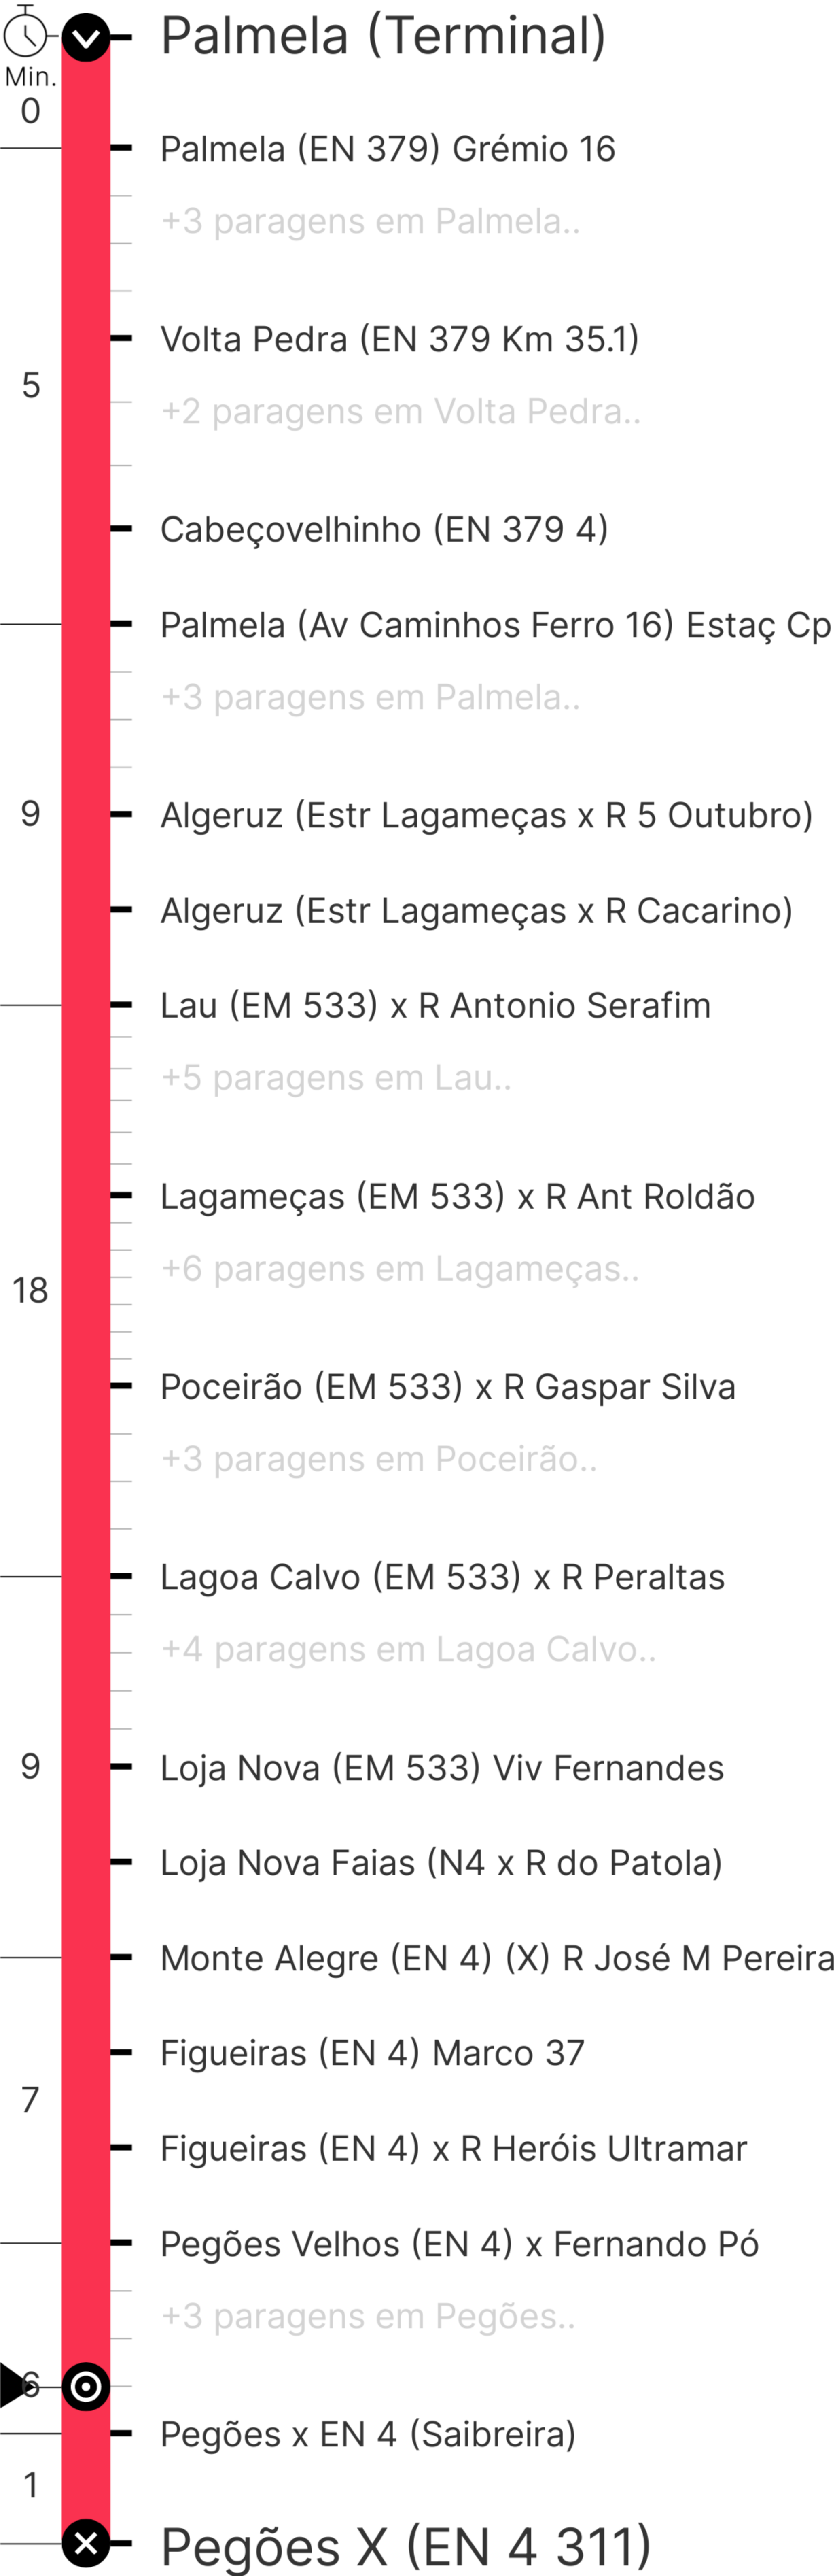 Palmela (Terminal)
Min.
0
Palmela (EN 379) Grémio 16
+3 paragens em Palmela..
Volta Pedra (EN 379 Km 35.1)
5
+2 paragens em Volta Pedra..
Cabeçovelhinho (EN 379 4)
Palmela (Av Caminhos Ferro 16) Estaç Cp
+3 paragens em Palmela..
9
Algeruz (Estr Lagameças x R 5 Outubro)
Algeruz (Estr Lagameças x R Cacarino)
Lau (EM 533) x R Antonio Serafim
+5 paragens em Lau..
Lagameças (EM 533) x R Ant Roldão
+6 paragens em Lagameças..
18
Poceirão (EM 533) x R Gaspar Silva
+3 paragens em Poceirão..
Lagoa Calvo (EM 533) x R Peraltas
+4 paragens em Lagoa Calvo..
9
Loja Nova (EM 533) Viv Fernandes
Loja Nova Faias (N4 x R do Patola)
Monte Alegre (EN 4) (X) R José M Pereira
Figueiras (EN 4) Marco 37
7
Figueiras (EN 4) x R Heróis Ultramar
Pegões Velhos (EN 4) x Fernando Pó
+3 paragens em Pegões..
6
Pegões x EN 4 (Saibreira)
1
Pegões X (EN 4 311)